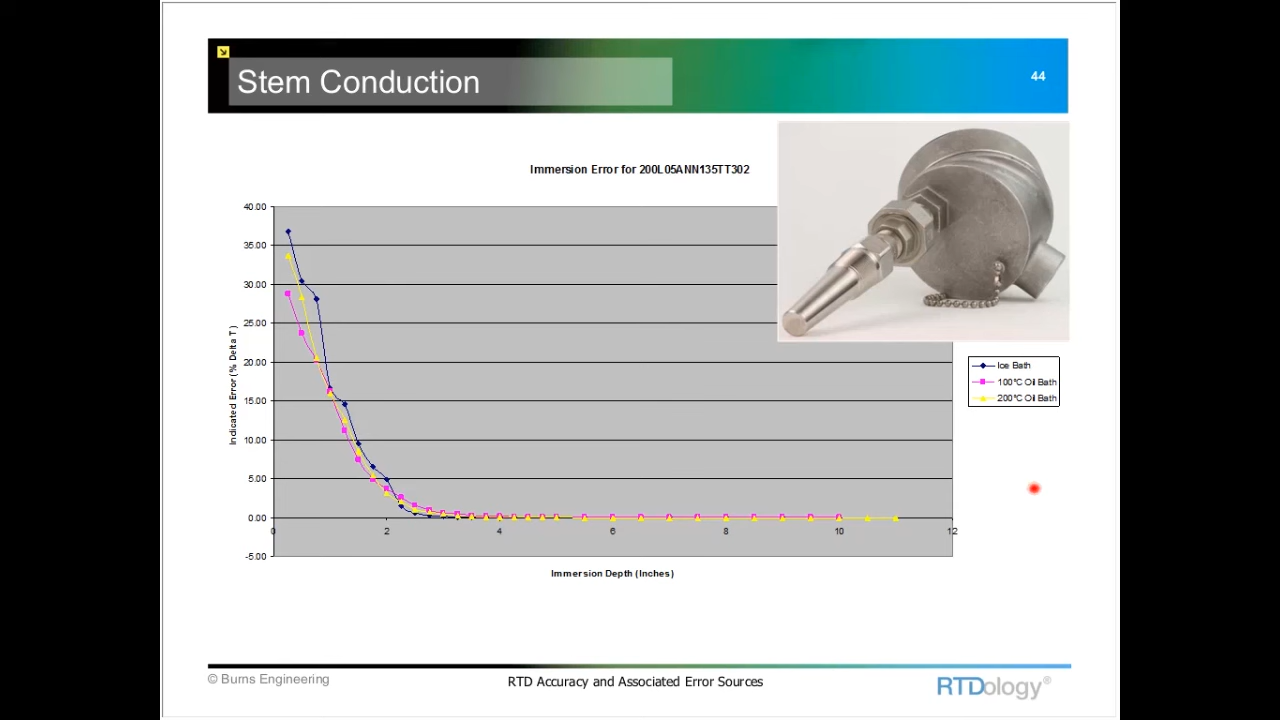 Stem Conduction
44
Immersion Error for 200L05ANN135TT302
40.00
35.00
30.00
25.00
20.00
15.00
10.00
5.00
0.00
-5.00
Indicated Error (% Delta T)
0 2 4 6 8 10 12
Immersion Depth (Inches)
Ice Bath
100°C Oil Bath
200°C Oil Bath
© Burns Engineering
RTD Accuracy and Associated Error Sources
RTDology®